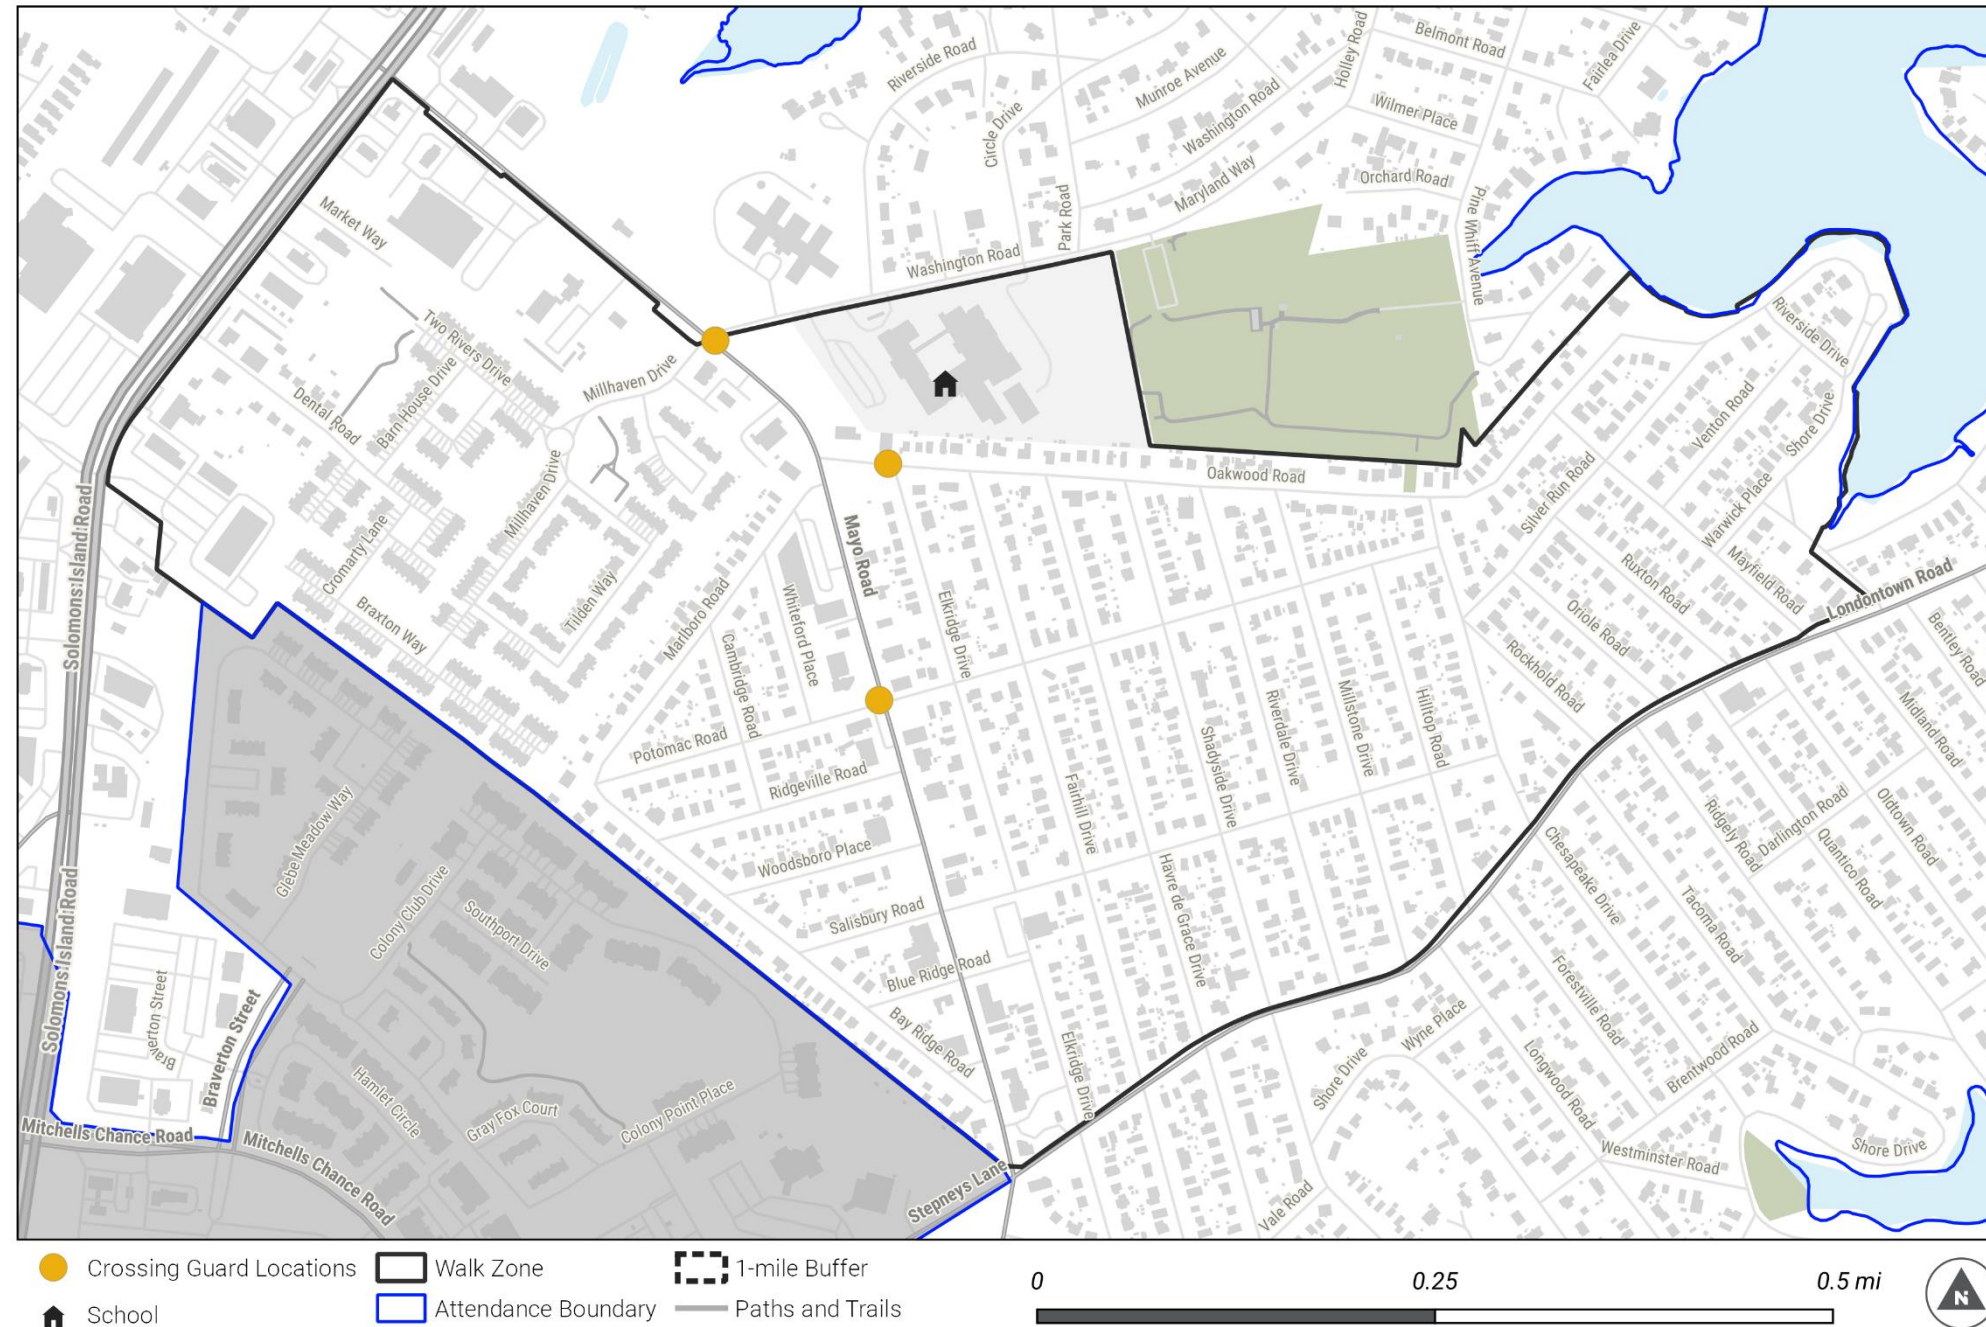 Riverside Road
Munroe Avenue
Holley Road
Belmont Road
Fairlea Drive
Circle Drive
Washington Road
Wilmer Place
Maryland Way
Orchard Road
Park Road
Pine Whiff Avenue
Market Way
Washington Road
Two Rivers Drive
Millhaven Drive
Riverside Drive
Barn House Drive
Dental Road
Venton Road
Shore Drive
Oakwood Road
Millhaven Drive
Silver Run Road
Warwick Place
Solomons Island Road
Mayo Road
Cromarty Lane
Tilden Way
Braxton Way
Marlboro Road
Whiteford Place
Cambridge Road
Elkridge Drive
Ruxton Road
Mayfield Road
Londontown Road
Oriole Road
Rockhold Road
Bentley Road
Midland Road
Potomac Road
Ridgeville Road
Shadyside Drive
Riverdale Drive
Millstone Drive
Hilltop Road
Fairhill Drive
Glebe Meadow Way
Woodsboro Place
Chesapeake Drive
Ridgely Road
Darlington Road
Oldtown Road
Quantico Road
Solomons Island Road
Colony Club Drive
Southport Drive
Salisbury Road
Havre de Grace Drive
Tacoma Road
Blue Ridge Road
Forestville Road
Braverton Street
Braverton Street
Bay Ridge Road
Elkridge Drive
Wyne Place
Shore Drive
Longwood Road
Brentwood Road
Hamlet Circle
Gray Fox Court
Colony Point Place
Mitchells Chance Road
Mitchells Chance Road
Stepneys Lane
Vale Road
Westminster Road
Shore Drive
Crossing Guard Locations
Walk Zone
1-mile Buffer
School
Attendance Boundary
Paths and Trails
0 0.25 0.5 mi
N